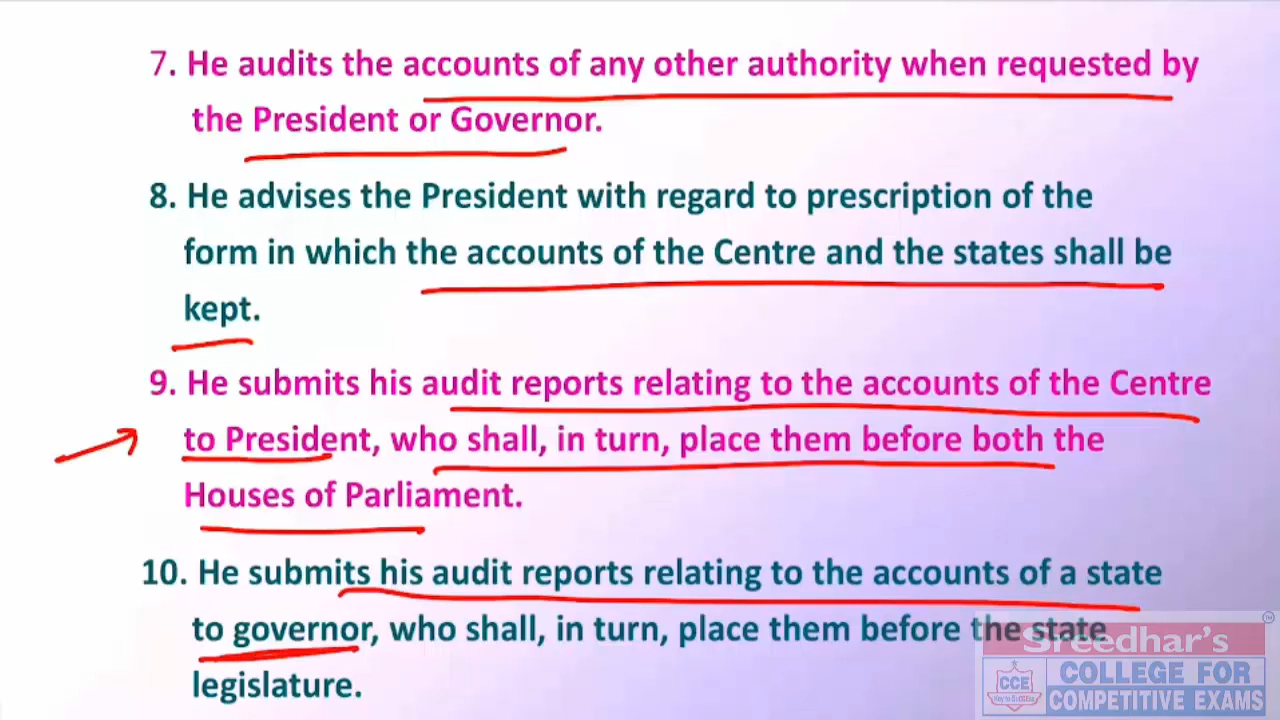 7. He audits the accounts of any other authority when requested by
the President or Governor.
8. He advises the President with regard to prescription of the
form in which the accounts of the Centre and the states shall be
kept.
9. He submits his audit reports relating to the accounts of the Centre
to President, who shall, in turn, place them before both the
Houses of Parliament.
10. He submits his audit reports relating to the accounts of a state
to governor, who shall, in turn, place them before the state
legislature.
TM
Sreedhar's
CCE
COLLEGE FOR
COMPETITIVE EXAMS